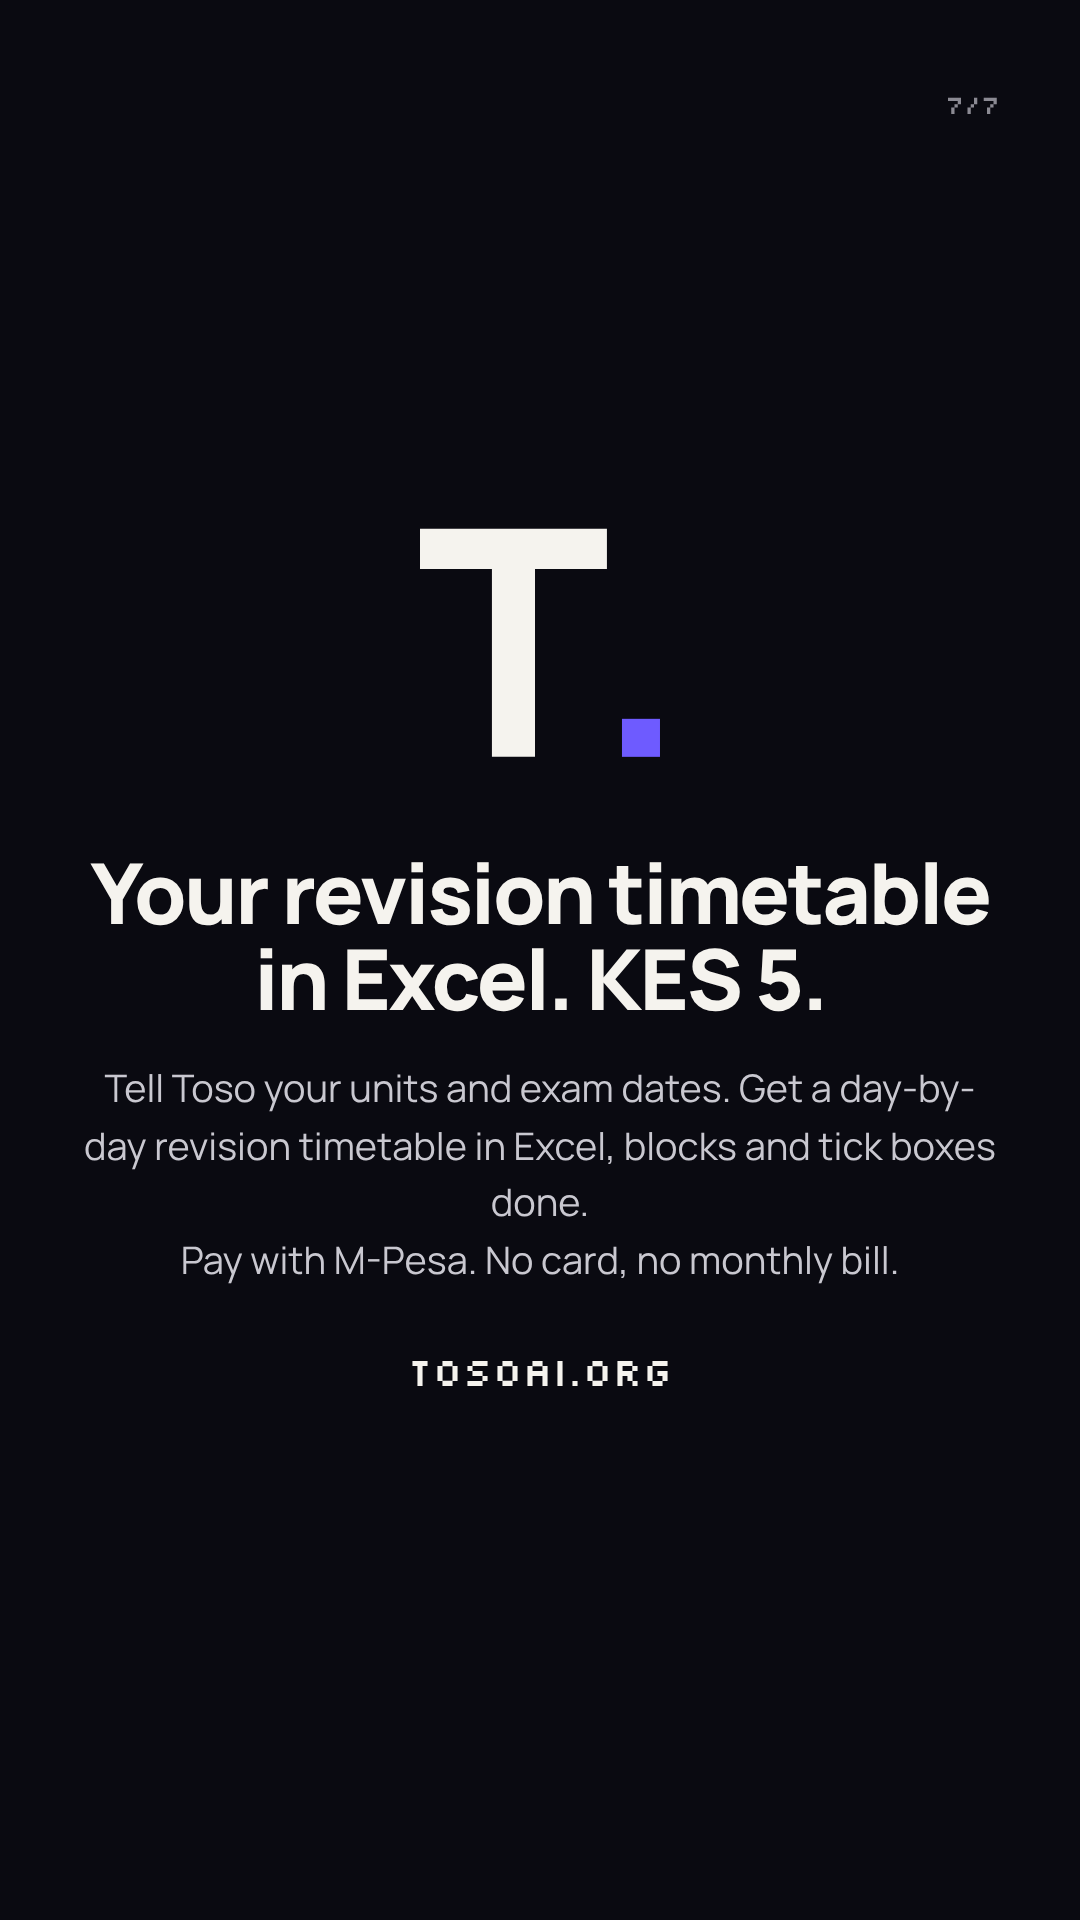 7/7
T.
Your revision timetable
in Excel. KES 5.
Tell Toso your units and exam dates. Get a day-by-
day revision timetable in Excel, blocks and tick boxes
done.
Pay with M-Pesa. No card, no monthly bill.
TOSOAI.ORG